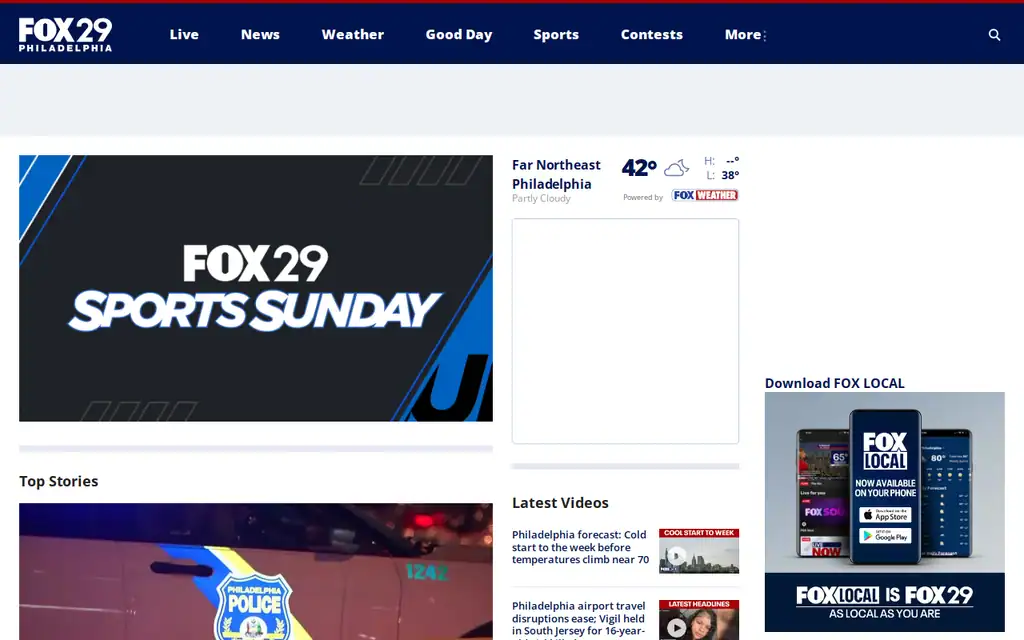 FOX 29
PHILADELPHIA
Live
News
Weather
Good Day
Sports
Contests
More
FOX 29
SPORTS SUNDAY
Far Northeast
Philadelphia
Partly Cloudy
42°
H: --°
L: 38°
Powered by FOX WEATHER
Download FOX LOCAL
FOX
LOCAL
NOW AVAILABLE
ON YOUR PHONE
Download on the
App Store
Google Play
FOX LOCAL IS FOX 29
AS LOCAL AS YOU ARE
Top Stories
1242
PHILADELPHIA
POLICE
Latest Videos
Philadelphia forecast: Cold
start to the week before
temperatures climb near 70
COOL START TO WEEK
Philadelphia airport travel
disruptions ease; Vigil held
in South Jersey for 16-year-
LATEST HEADLINES